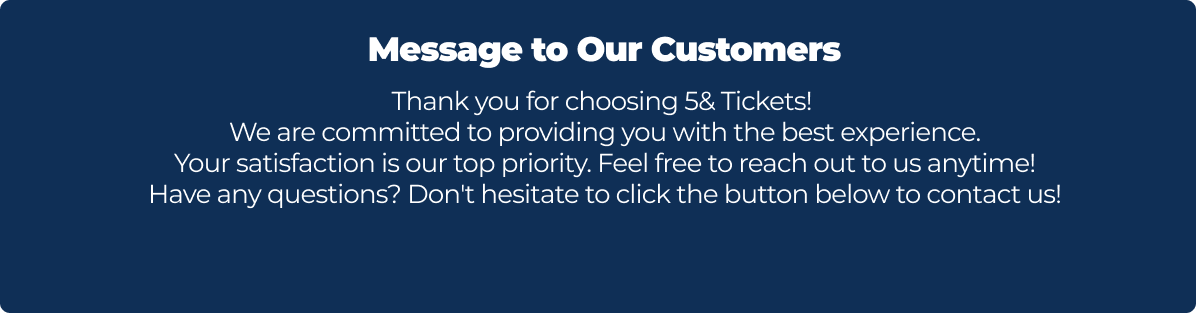 Message to Our Customers
Thank you for choosing 5& Tickets!
We are committed to providing you with the best experience.
Your satisfaction is our top priority. Feel free to reach out to us anytime!
Have any questions? Don't hesitate to click the button below to contact us!